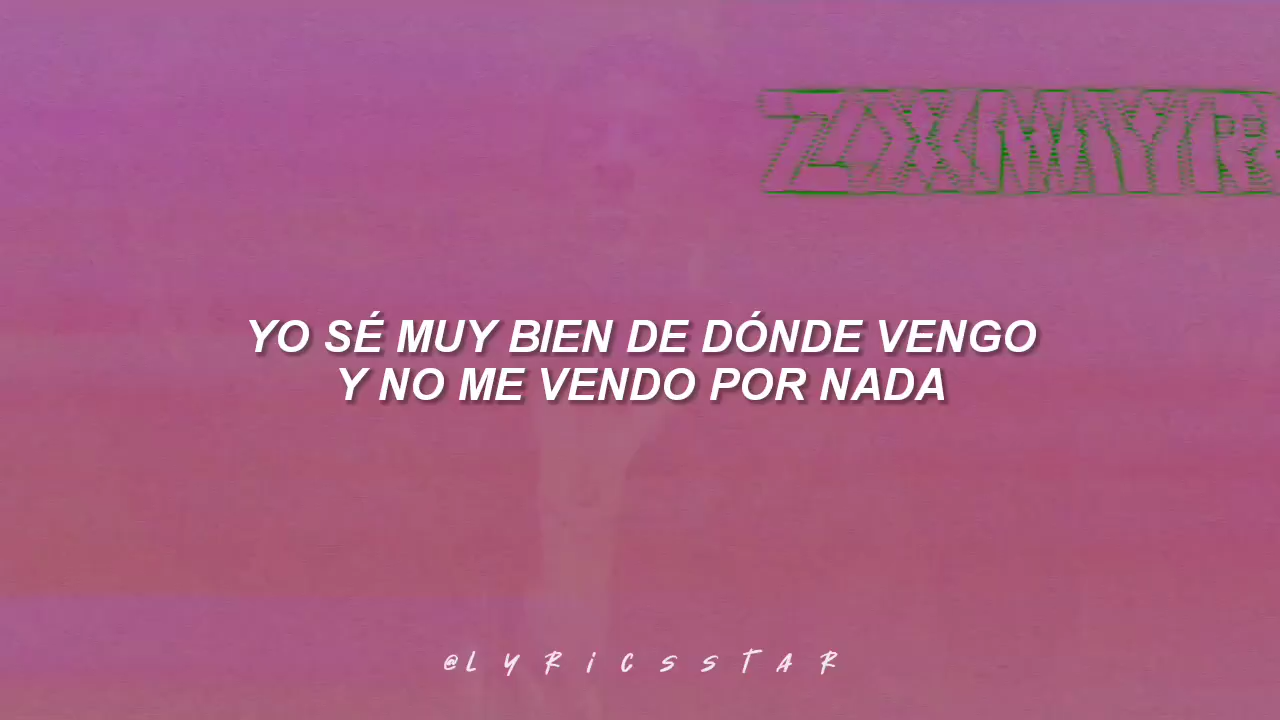 YO SÉ MUY BIEN DE DÓNDE VENGO
Y NO ME VENDO POR NADA
@LYRICSSTAR